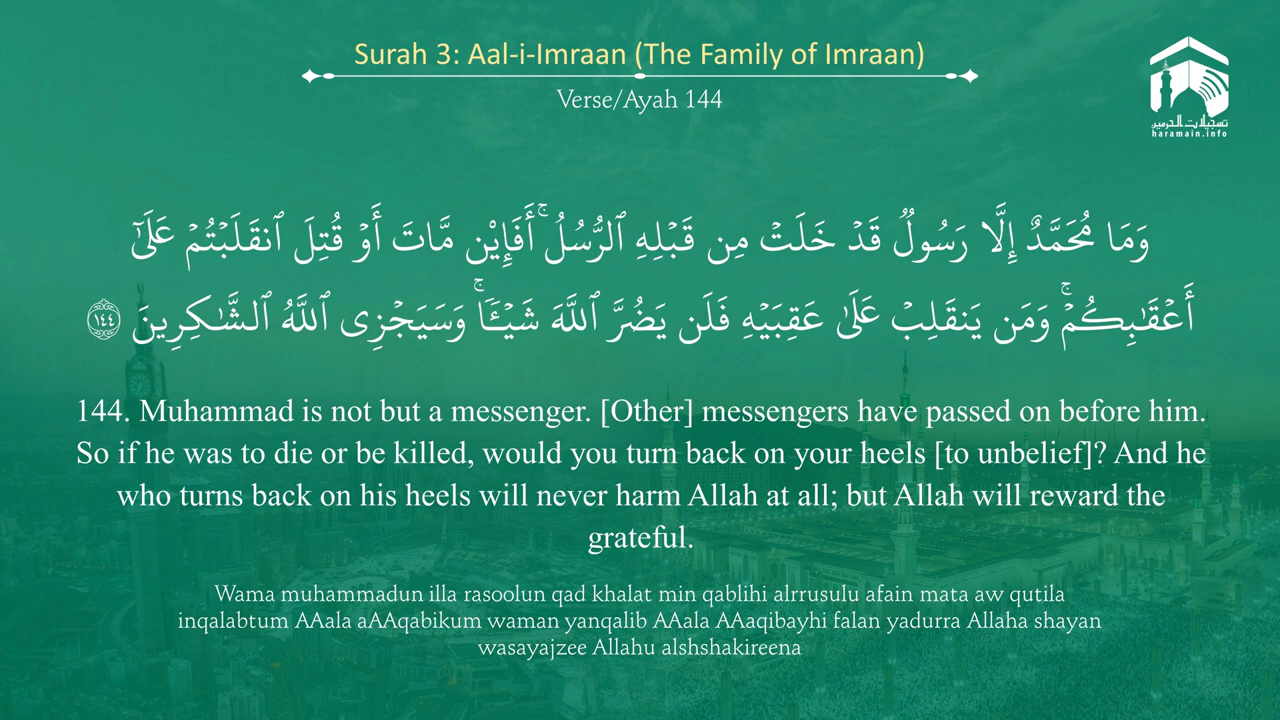 Surah 3: Aal-i-Imraan (The Family of Imraan)
Verse/Ayah 144
تسجيلات الحرمين
haramain.info
وَمَا مُحَمَّدٌ إِلَّا رَسُولٌ قَدۡ خَلَتۡ مِن قَبۡلِهِ ٱلرُّسُلُۚ أَفَإِيْن مَّاتَ أَوۡ قُتِلَ ٱنقَلَبۡتُمۡ عَلَىٰٓ
أَعۡقَٰبِكُمۡۚ وَمَن يَنقَلِبۡ عَلَىٰ عَقِبَيۡهِ فَلَن يَضُرَّ ٱللَّهَ شَيۡـٔٗاۚ وَسَيَجۡزِى ٱللَّهُ ٱلشَّٰكِرِينَ ١٤٤
144. Muhammad is not but a messenger. [Other] messengers have passed on before him.
So if he was to die or be killed, would you turn back on your heels [to unbelief]? And he
who turns back on his heels will never harm Allah at all; but Allah will reward the
grateful.
Wama muhammadun illa rasoolun qad khalat min qablihi alrrusulu afain mata aw qutila
inqalabtum AAala aAAqabikum waman yanqalib AAala AAaqibayhi falan yadurra Allaha shayan
wasayajzee Allahu alshshakireena